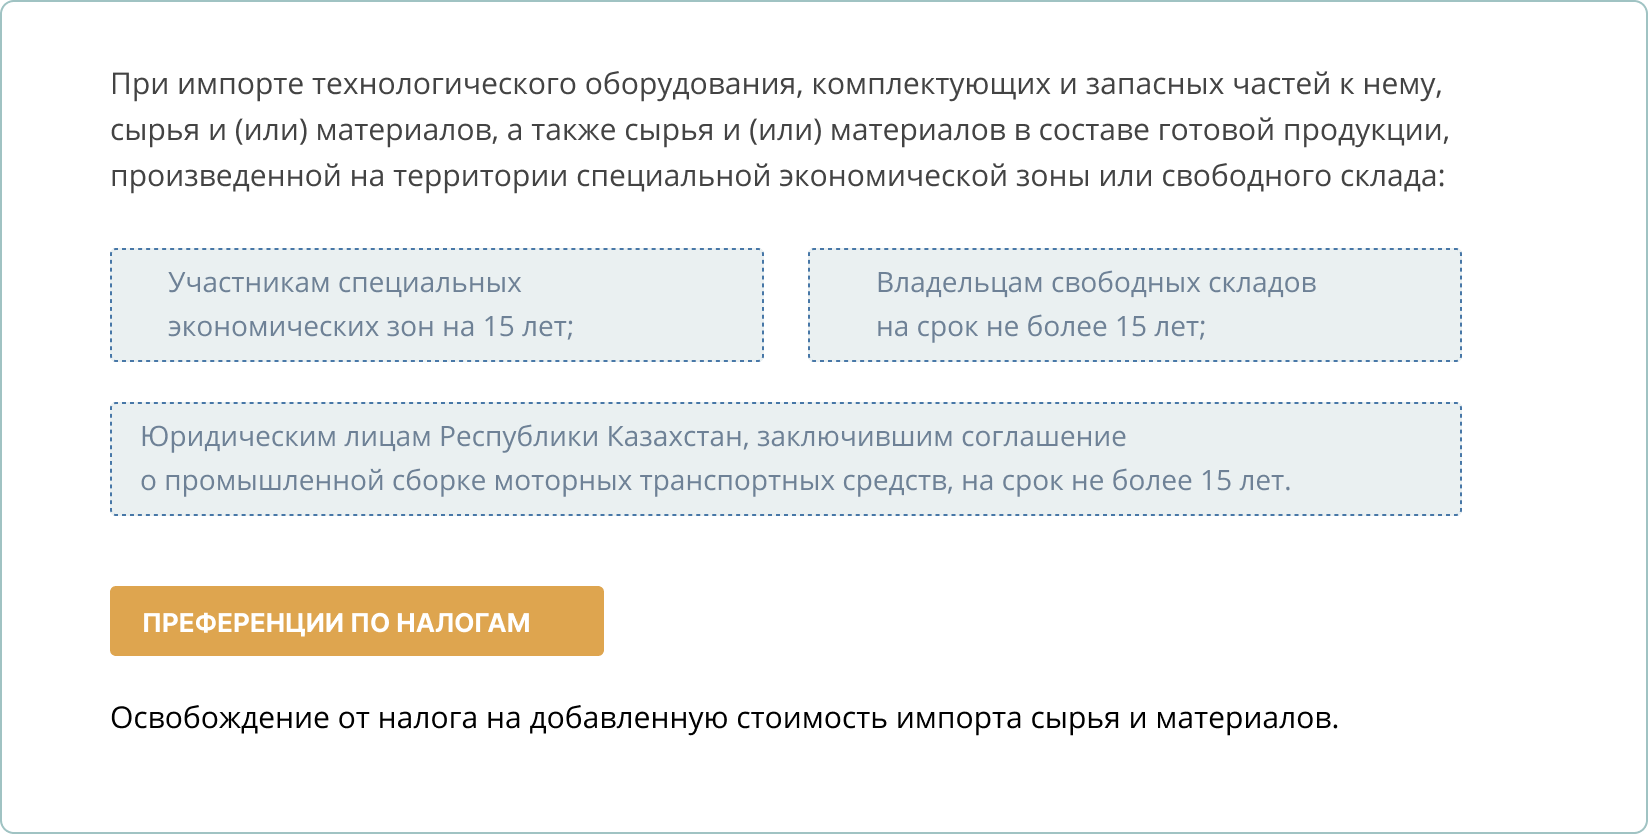 При импорте технологического оборудования, комплектующих и запасных частей к нему,
сырья и (или) материалов, а также сырья и (или) материалов в составе готовой продукции,
произведенной на территории специальной экономической зоны или свободного склада:
Участникам специальных
экономических зон на 15 лет;
Владельцам свободных складов
на срок не более 15 лет;
Юридическим лицам Республики Казахстан, заключившим соглашение
о промышленной сборке моторных транспортных средств, на срок не более 15 лет.
ПРЕФЕРЕНЦИИ ПО НАЛОГАМ
Освобождение от налога на добавленную стоимость импорта сырья и материалов.